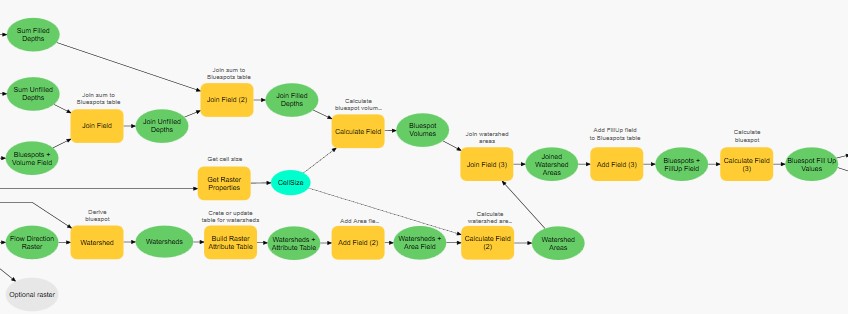 Sum Filled
Depths
Join sum to
Bluespots table
Join Field (2)
Join Filled
Depths
Sum Unfilled
Depths
Join sum to
Bluespots table
Join Field
Join Unfilled
Depths
Calculate
bluespot volum...
Calculate Field
Bluespot
Volumes
Bluespots +
Volume Field
Get cell size
Get Raster
Properties
CellSize
Join watershed
areas
Join Field (3)
Joined
Watershed
Areas
Add FillUp field
to Bluespots table
Add Field (3)
Bluespots +
FillUp Field
Calculate
bluespot
Calculate Field
(3)
Bluespot Fill Up
Values
Flow Direction
Raster
Derive
bluespot
Watershed
Watersheds
Crete or update
table for watersheds
Build Raster
Attribute Table
Watersheds +
Attribute Table
Add Area fie...
Add Field (2)
Watersheds +
Area Field
Calculate
watershed are...
Calculate Field
(2)
Watershed
Areas
Optional raster